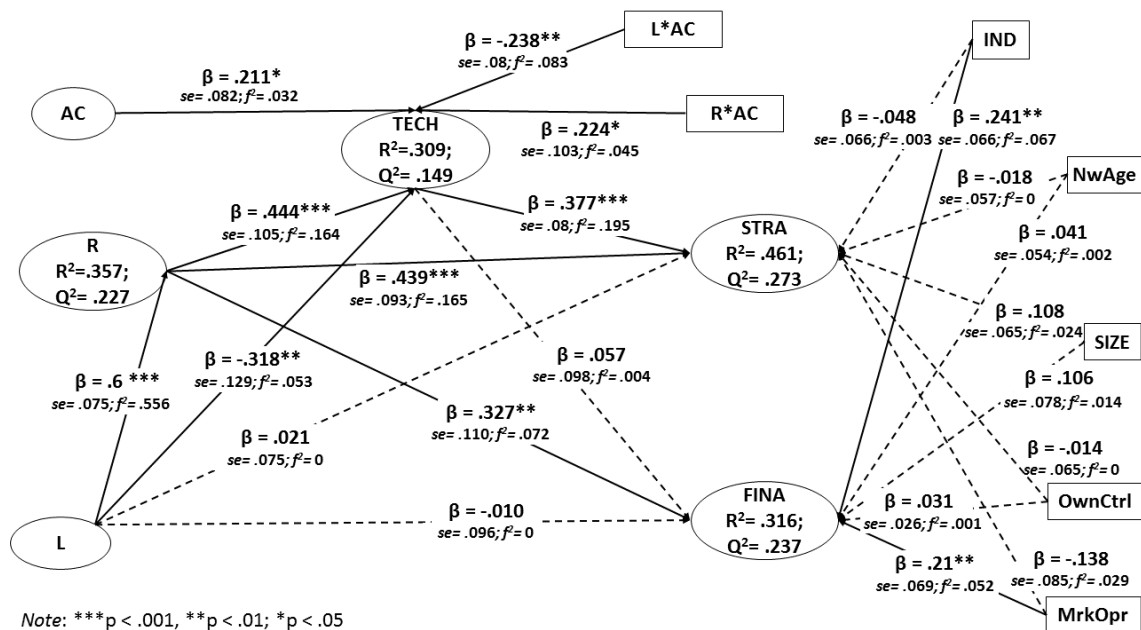 L*AC
IND
β = -.238**
se= .08; f²= .083
β = .211*
se= .082; f²= .032
AC
R*AC
TECH
R²=.309;
Q²= .149
β = .224*
se= .103; f²= .045
β = -.048
se= .066; f²= .003
β = .241**
se= .066; f²= .067
NwAge
β = -.018
se= .057; f²= 0
β = .444***
se= .105; f²= .164
β = .377***
se= .08; f²= .195
R
R²=.357;
Q²= .227
STRA
R²= .461;
Q²= .273
β = .041
se= .054; f²= .002
β = .439***
se= .093; f²= .165
β = .108
se= .065; f²= .024
SIZE
β = -.318**
se= .129; f²= .053
β = .057
se= .098; f²= .004
β = .6 ***
se= .075; f²= .556
β = .106
se= .078; f²= .014
β = .327**
se= .110; f²= .072
β = .021
se= .075; f²= 0
β = -.014
se= .065; f²= 0
FINA
R²= .316;
Q²= .237
OwnCtrl
β = -.010
se= .096; f²= 0
β = .031
se= .026; f²= .001
L
β = .21**
se= .069; f²= .052
β = -.138
se= .085; f²= .029
MrkOpr
Note: ***p < .001, **p < .01; *p < .05